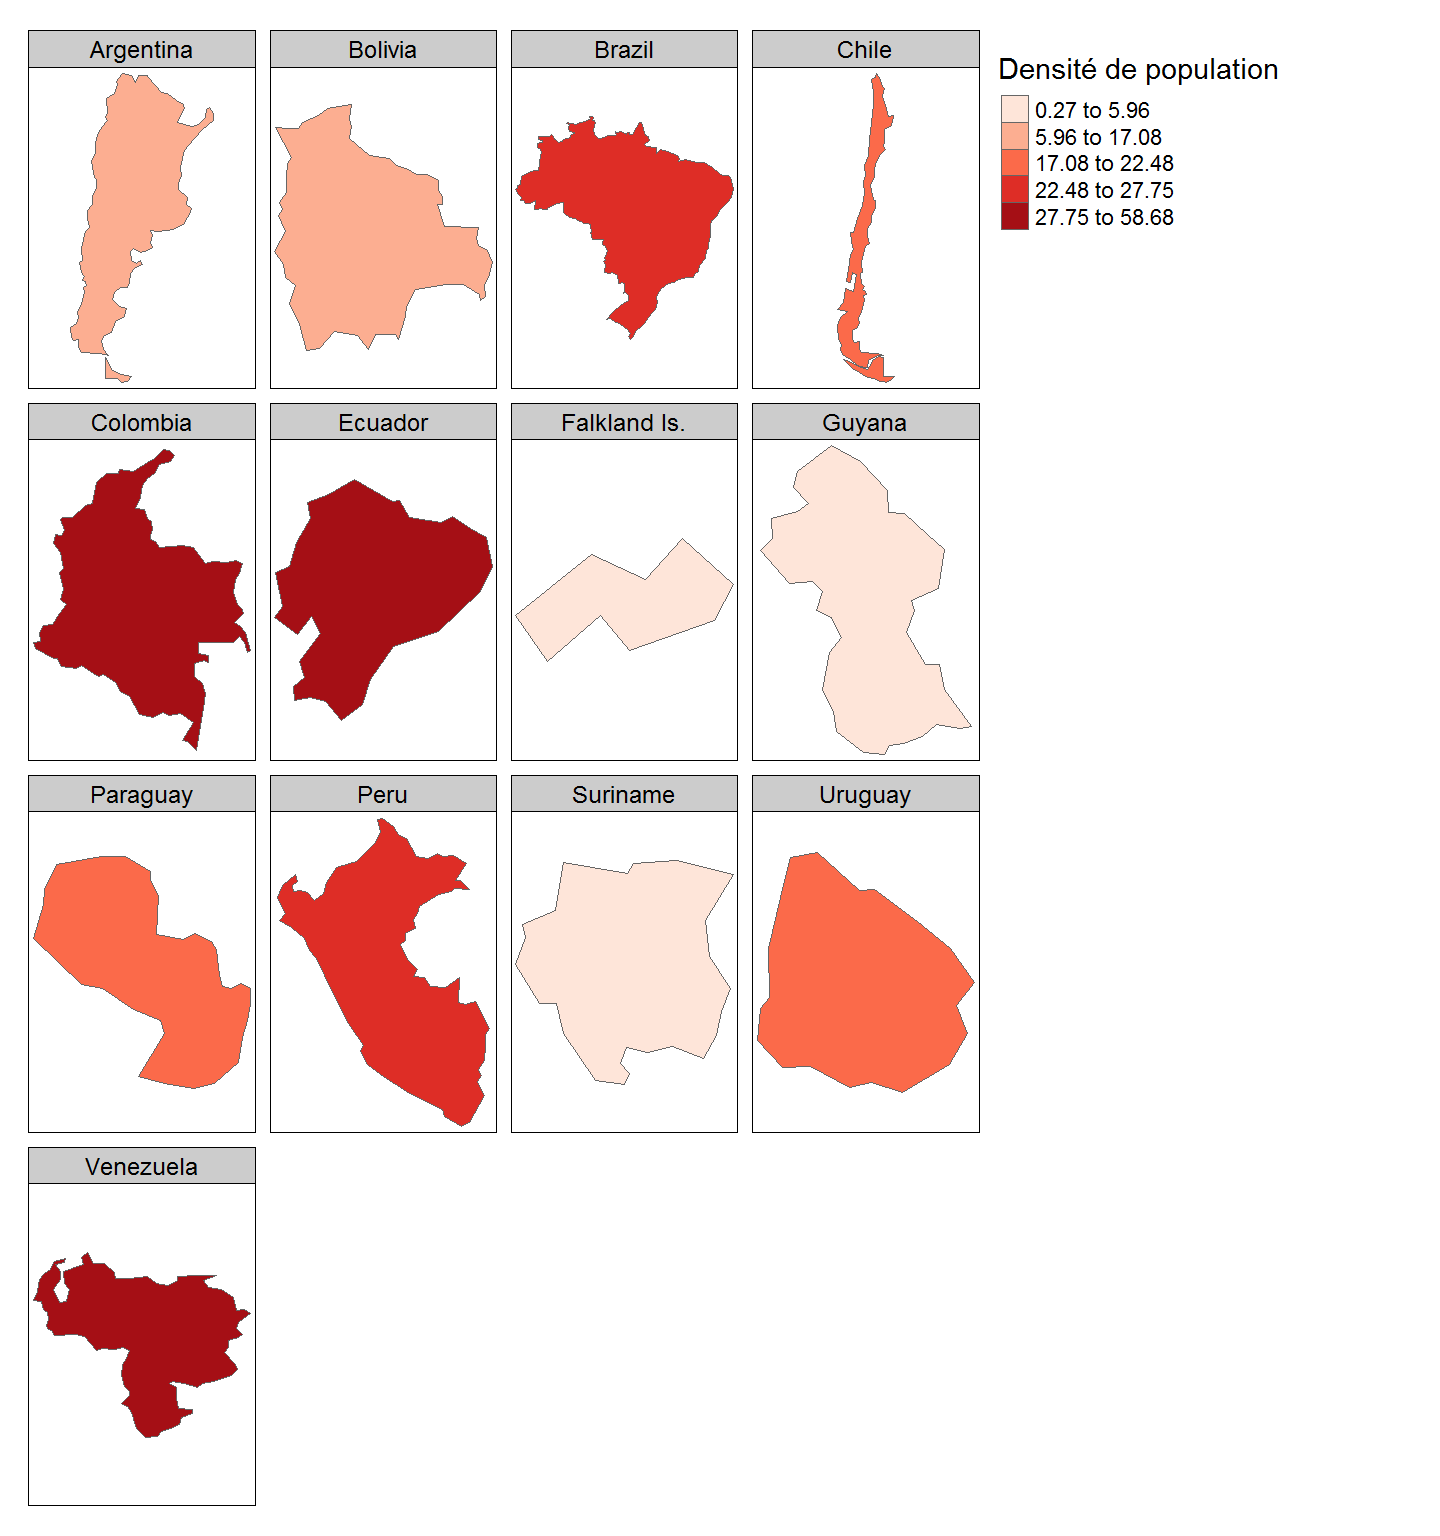 Argentina
Bolivia
Brazil
Chile
Densité de population
0.27 to 5.96
5.96 to 17.08
17.08 to 22.48
22.48 to 27.75
27.75 to 58.68
Colombia
Ecuador
Falkland Is.
Guyana
Paraguay
Peru
Suriname
Uruguay
Venezuela